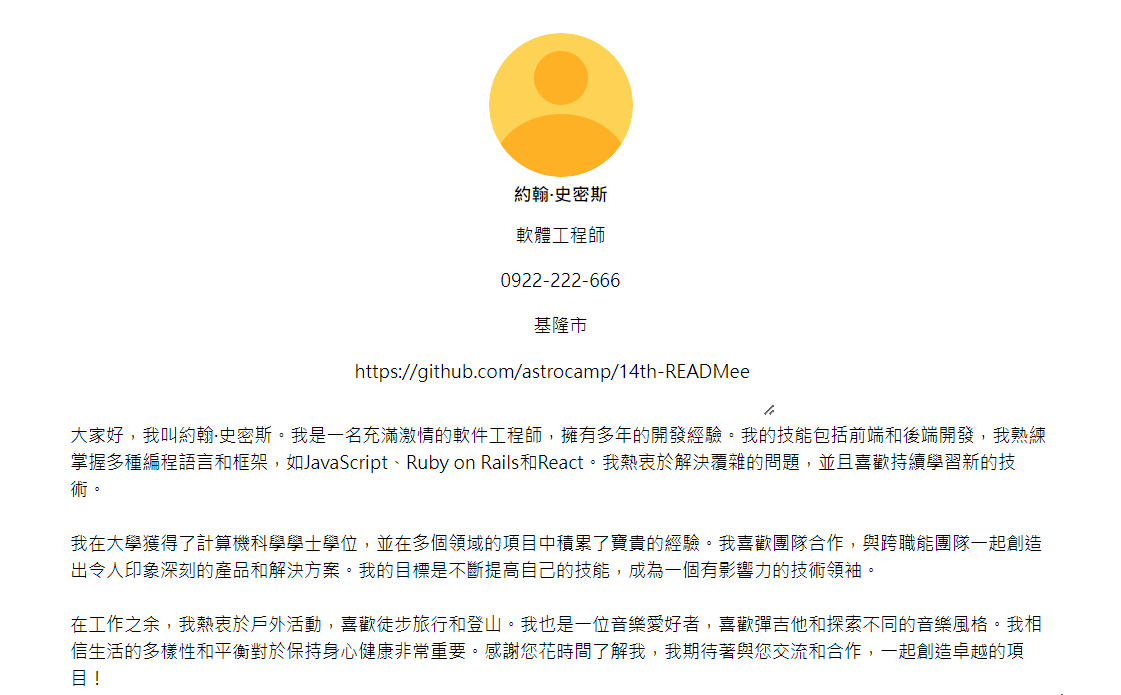 約翰·史密斯
軟體工程師
0922-222-666
基隆市
https://github.com/astrocamp/14th-READMee
大家好，我叫約翰·史密斯。我是一名充滿激情的軟件工程師，擁有多年的開發經驗。我的技能包括前端和後端開發，我熟練
掌握多種編程語言和框架，如JavaScript、Ruby on Rails和React。我熱衷於解決覆雜的問題，並且喜歡持續學習新的技
術。
我在大學獲得了計算機科學學士學位，並在多個領域的項目中積累了寶貴的經驗。我喜歡團隊合作，與跨職能團隊一起創造
出令人印象深刻的產品和解決方案。我的目標是不斷提高自己的技能，成為一個有影響力的技術領袖。
在工作之余，我熱衷於戶外活動，喜歡徒步旅行和登山。我也是一位音樂愛好者，喜歡彈吉他和探索不同的音樂風格。我相
信生活的多樣性和平衡對於保持身心健康非常重要。感謝您花時間了解我，我期待著與您交流和合作，一起創造卓越的項
目！